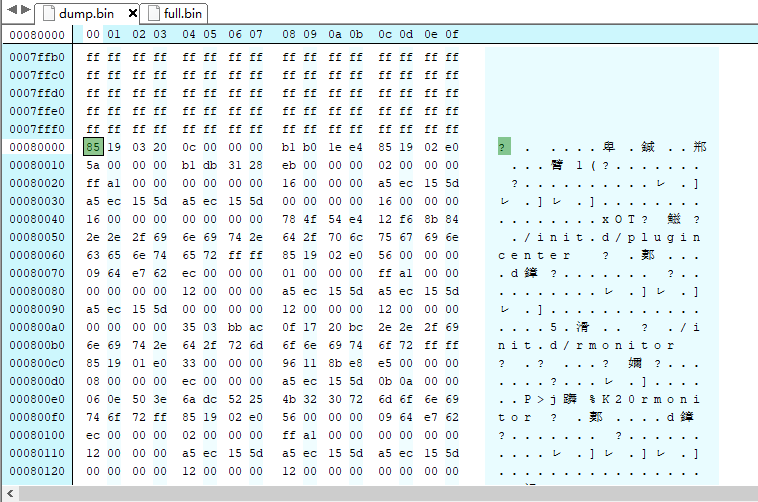 dump.bin full.bin
00080000 00 01 02 03 04 05 06 07 08 09 0a 0b 0c 0d 0e 0f
0007ffb0 ff ff ff ff ff ff ff ff ff ff ff ff ff ff ff ff
0007ffc0 ff ff ff ff ff ff ff ff ff ff ff ff ff ff ff ff
0007ffd0 ff ff ff ff ff ff ff ff ff ff ff ff ff ff ff ff
0007ffe0 ff ff ff ff ff ff ff ff ff ff ff ff ff ff ff ff
0007fff0 ff ff ff ff ff ff ff ff ff ff ff ff ff ff ff ff
00080000 85 19 03 20 0c 00 00 00 b1 b0 1e e4 85 19 02 e0 ? . . . . . 卑 . 鍼 . . 郱
00080010 5a 00 00 00 b1 db 31 28 eb 00 00 00 02 00 00 00 . . . 臂 1 ( ? . . . . . . .
00080020 ff a1 00 00 00 00 00 00 16 00 00 00 a5 ec 15 5d ? . . . . . . . . . . レ . ]
00080030 a5 ec 15 5d a5 ec 15 5d 00 00 00 00 16 00 00 00 レ . ] レ . ] . . . . . . . .
00080040 16 00 00 00 00 00 00 00 78 4f 54 e4 12 f6 8b 84 . . . . . . . . x O T ? 鰦 ?
00080050 2e 2e 2f 69 6e 69 74 2e 64 2f 70 6c 75 67 69 6e . / i n i t . d / p l u g i n
00080060 63 65 6e 74 65 72 ff ff 85 19 02 e0 56 00 00 00 c e n t e r ? . 郪 . . .
00080070 09 64 e7 62 ec 00 00 00 01 00 00 00 ff a1 00 00 . d 鏱 ? . . . . . . . ? . .
00080080 00 00 00 00 12 00 00 00 a5 ec 15 5d a5 ec 15 5d . . . . . . . . レ . ] レ . ]
00080090 a5 ec 15 5d 00 00 00 00 12 00 00 00 12 00 00 00 レ . ] . . . . . . . . . . . .
000800a0 00 00 00 00 35 03 bb ac 0f 17 20 bc 2e 2e 2f 69 . . . . 5 . 滑 . . ? . / i
000800b0 6e 69 74 2e 64 2f 72 6d 6f 6e 69 74 6f 72 ff ff n i t . d / r m o n i t o r
000800c0 85 19 01 e0 33 00 00 00 96 11 8b e8 e5 00 00 00 ? . ? . . . ? 嬭 ? . . .
000800d0 08 00 00 00 ec 00 00 00 a5 ec 15 5d 0b 0a 00 00 . . . . ? . . . レ . ] . . . .
000800e0 06 0e 50 3e 6a dc 52 25 4b 32 30 72 6d 6f 6e 69 . . P > j 躌 % K 2 0 r m o n i
000800f0 74 6f 72 ff 85 19 02 e0 56 00 00 00 09 64 e7 62 t o r ? . 郪 . . . . d 鏱
00080100 ec 00 00 00 02 00 00 00 ff a1 00 00 00 00 00 00 ? . . . . . . . ? . . . . . .
00080110 12 00 00 00 a5 ec 15 5d a5 ec 15 5d a5 ec 15 5d . . . . レ . ] レ . ] レ . ]
00080120 00 00 00 00 12 00 00 00 12 00 00 00 00 00 00 00 . . . . . . . . . . . . . . . .